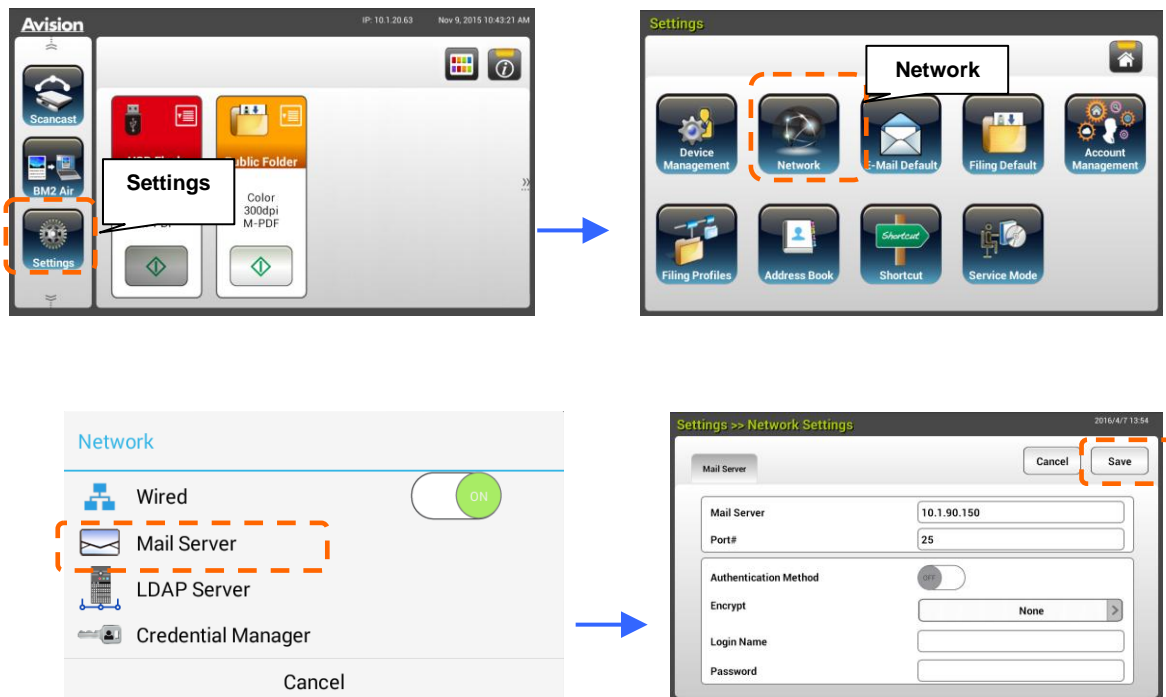 Avision
IP: 10.1.20.63
Nov 9, 2015 10:43:21 AM
Scancast
BM2 Air
Settings
Public Folder
Settings
Color
300dpi
M-PDF
Settings
Network
Device
Management
Network
E-Mail Default
Filing Default
Account
Management
Filing Profiles
Address Book
Shortcut
Shortcut
Service Mode
Network
Wired
ON
Mail Server
LDAP Server
Credential Manager
Cancel
Settings >> Network Settings
2016/4/7 13:54
Mail Server
Cancel
Save
Mail Server
10.1.90.150
Port#
25
Authentication Method
OFF
Encrypt
None
Login Name
Password